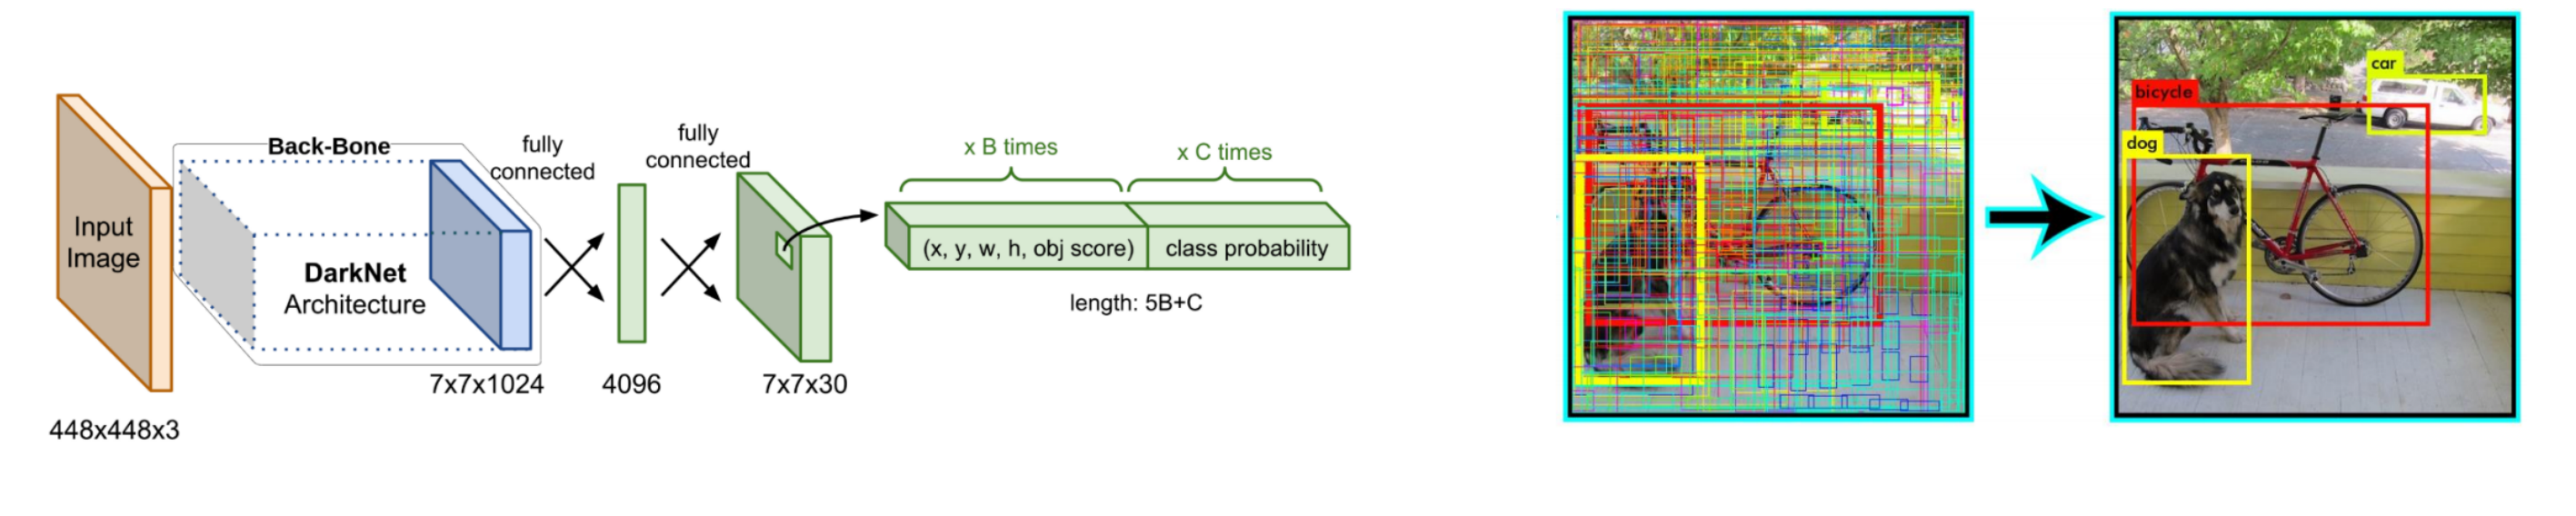 Input
Image
448x448x3
Back-Bone
DarkNet
Architecture
7x7x1024
fully
connected
4096
fully
connected
7x7x30
x B times
x C times
(x, y, w, h, obj score)
class probability
length: 5B+C
car
bicycle
dog